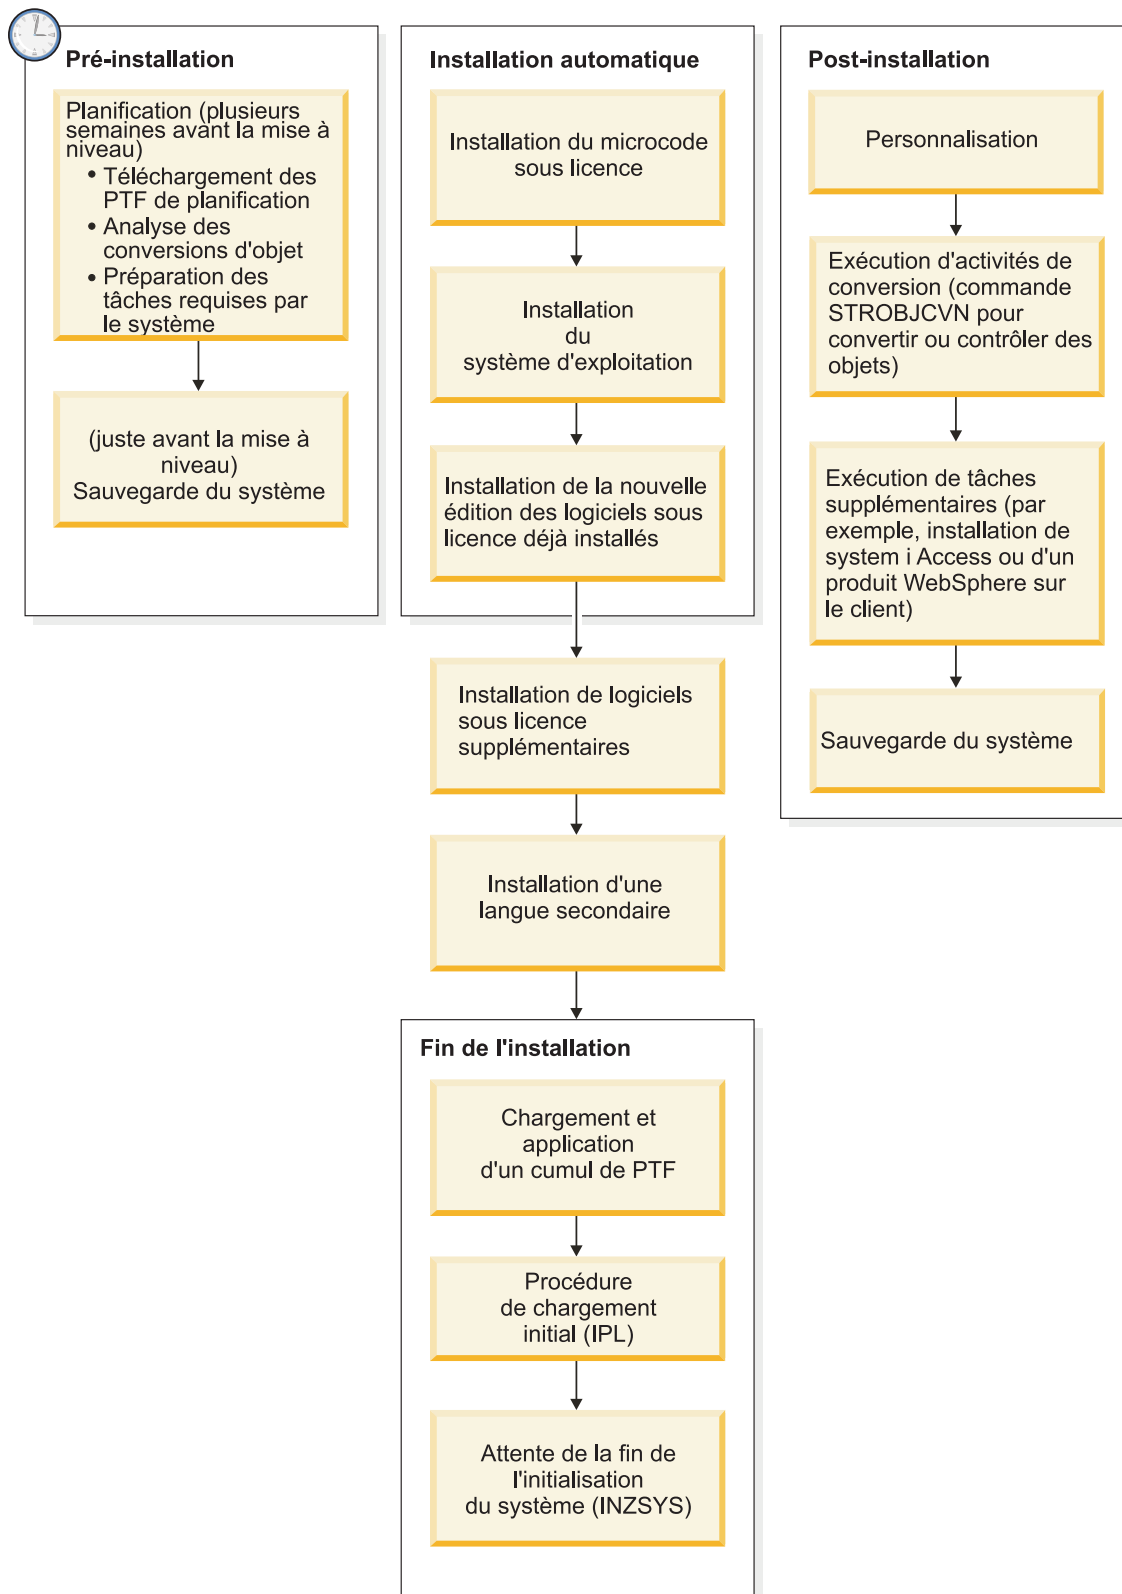 Pré-installation
Planification (plusieurs
semaines avant la mise à
niveau)
• Téléchargement des
PTF de planification
• Analyse des
conversions d'objet
• Préparation des
tâches requises par
le système
(juste avant la mise à
niveau)
Sauvegarde du système
Installation automatique
Installation du microcode
sous licence
Installation
du
système d'exploitation
Installation de la nouvelle
édition des logiciels sous
licence déjà installés
Installation de logiciels
sous licence
supplémentaires
Installation d'une
langue secondaire
Fin de l'installation
Chargement et
application
d'un cumul de PTF
Procédure
de chargement
initial (IPL)
Attente de la fin de
l'initialisation
du système (INZSYS)
Post-installation
Personnalisation
Exécution d'activités de
conversion (commande
STROBJCVN pour
convertir ou contrôler des
objets)
Exécution de tâches
supplémentaires (par
exemple, installation de
system i Access ou d'un
produit WebSphere sur
le client)
Sauvegarde du système